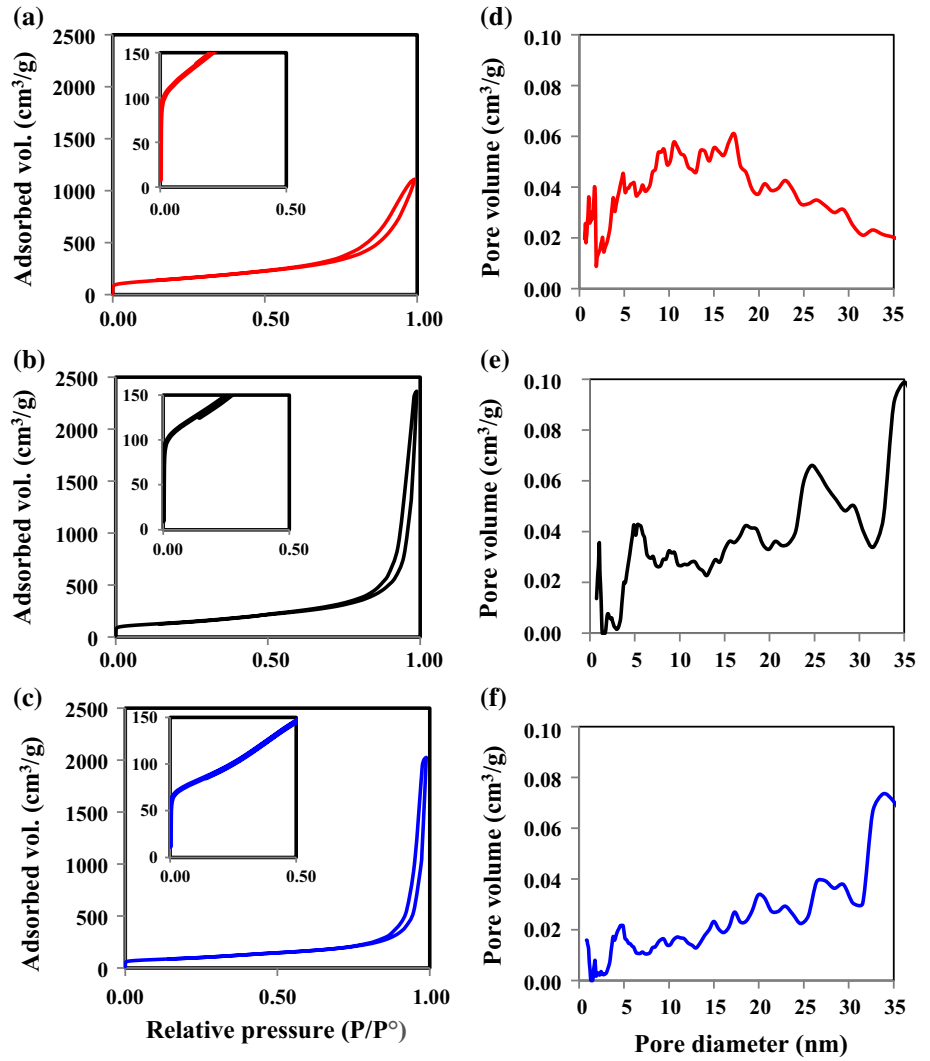 (a)
Adsorbed vol. (cm³/g)
2500
2000
1500
1000
500
0
0.00 0.50 1.00
150
100
50
0
0.00 0.50
(d)
Pore volume (cm³/g)
0.10
0.08
0.06
0.04
0.02
0.00
0 5 10 15 20 25 30 35
(b)
Adsorbed vol. (cm³/g)
2500
2000
1500
1000
500
0
0.00 0.50 1.00
150
100
50
0
0.00 0.50
(e)
Pore volume (cm³/g)
0.10
0.08
0.06
0.04
0.02
0.00
0 5 10 15 20 25 30 35
(c)
Adsorbed vol. (cm³/g)
2500
2000
1500
1000
500
0
0.00 0.50 1.00
Relative pressure (P/P°)
150
100
50
0
0.00 0.50
(f)
Pore volume (cm³/g)
0.10
0.08
0.06
0.04
0.02
0.00
0 5 10 15 20 25 30 35
Pore diameter (nm)